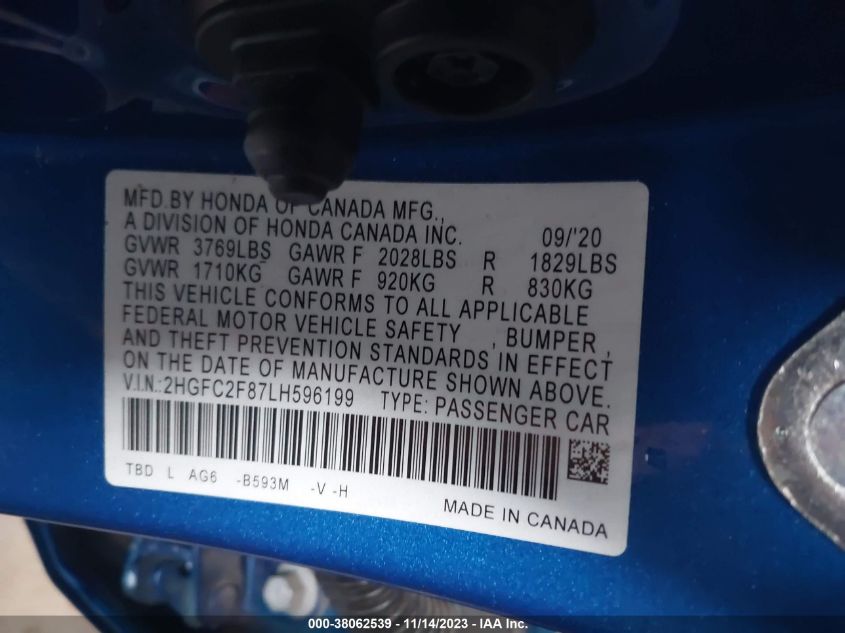 MFD.BY HONDA OF CANADA MFG.,
A DIVISION OF HONDA CANADA INC. 09/'20
GVWR 3769LBS GAWR F 2028LBS R 1829LBS
GVWR 1710KG GAWR F 920KG R 830KG
THIS VEHICLE CONFORMS TO ALL APPLICABLE
FEDERAL MOTOR VEHICLE SAFETY , BUMPER ,
AND THEFT PREVENTION STANDARDS IN EFFECT
ON THE DATE OF MANUFACTURE SHOWN ABOVE.
V.I.N.:2HGFC2F87LH596199 TYPE: PASSENGER CAR
TBD L AG6 -B593M -V -H
MADE IN CANADA
000-38062539 - 11/14/2023 - IAA Inc.